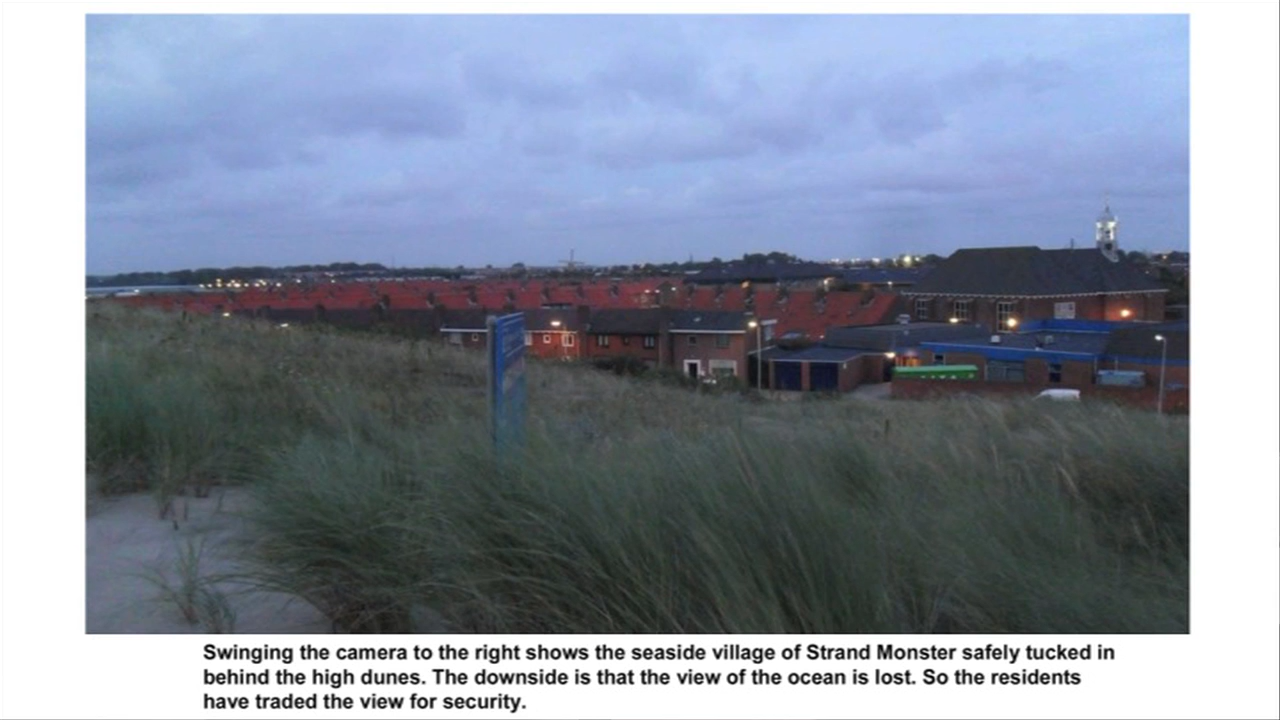 Swinging the camera to the right shows the seaside village of Strand Monster safely tucked in
behind the high dunes. The downside is that the view of the ocean is lost. So the residents
have traded the view for security.